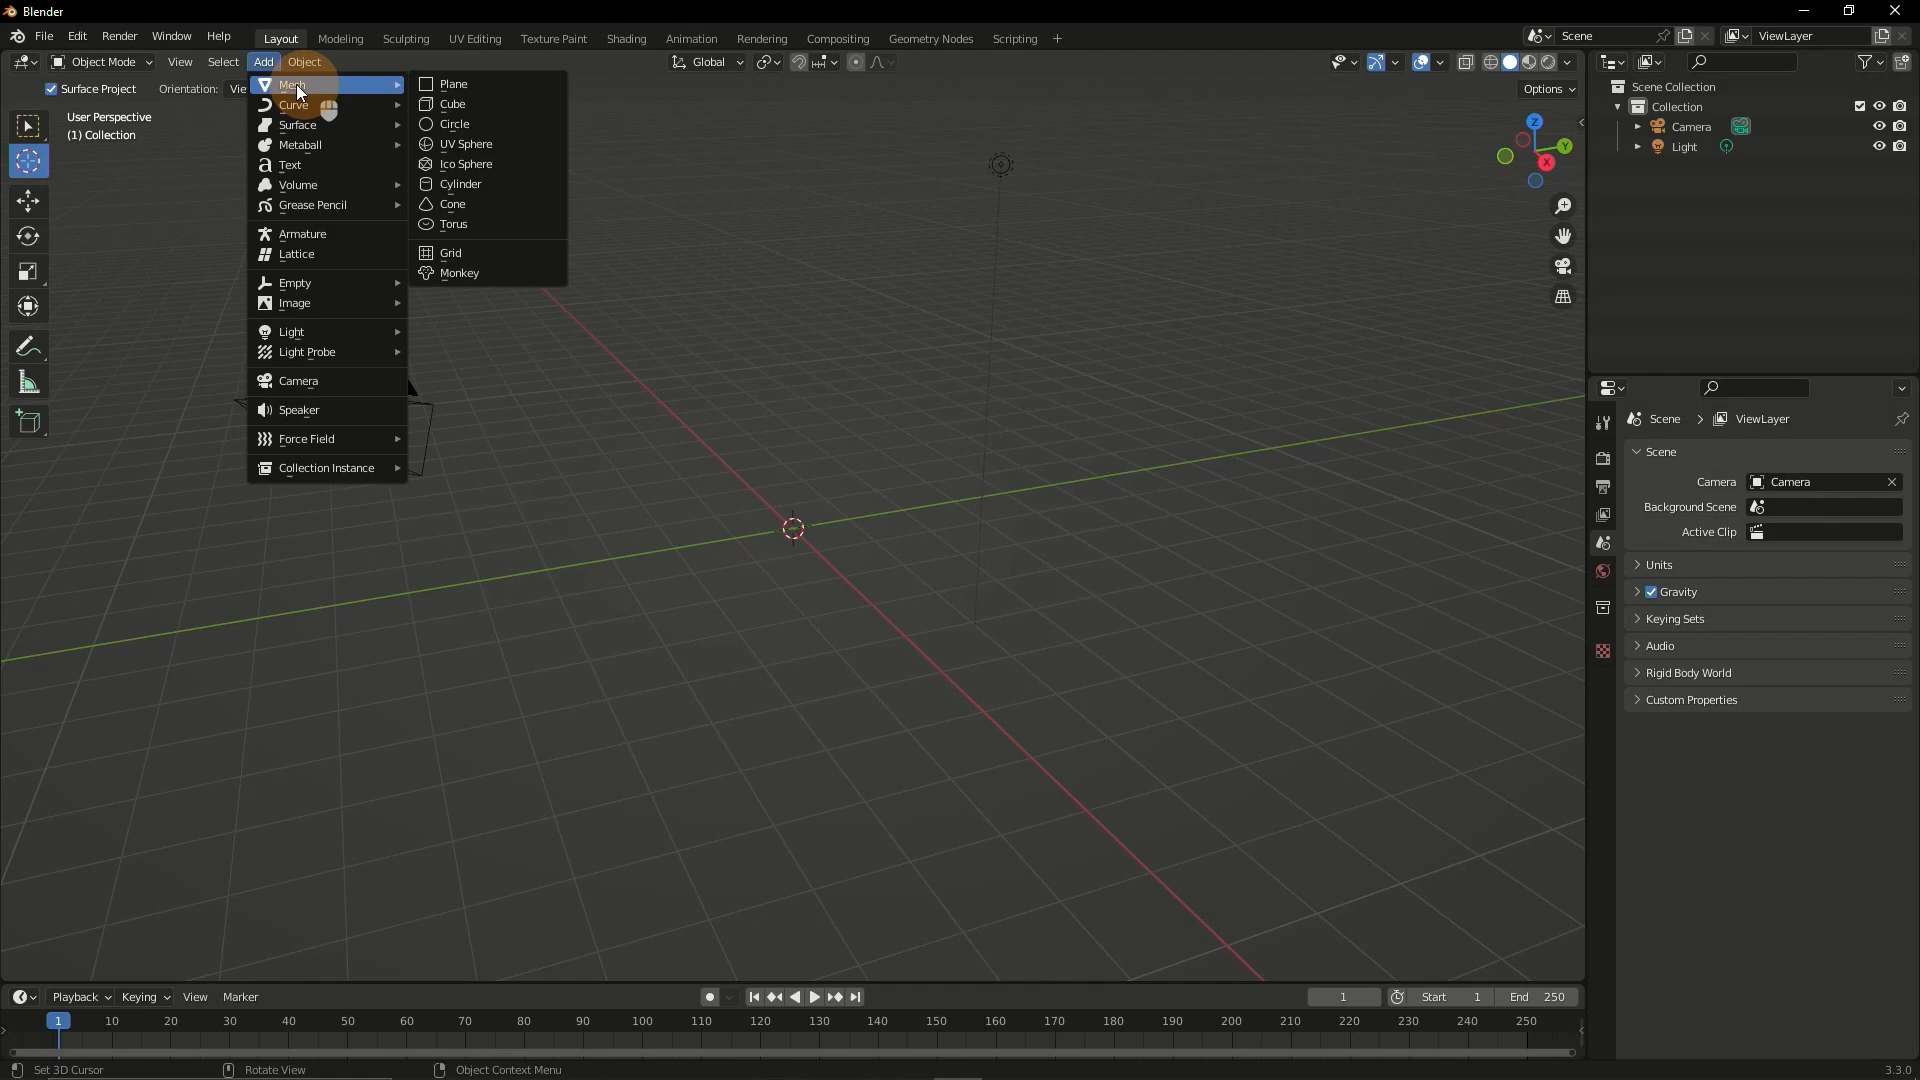 Blender
File Edit Render Window Help Layout Modeling Sculpting UV Editing Texture Paint Shading Animation Rendering Compositing Geometry Nodes Scripting + Scene ViewLayer
Object Mode View Select Add Object Global
Surface Project Orientation: Vie Options
User Perspective
(1) Collection
Mesh
Curve
Surface
Metaball
Text
Volume
Grease Pencil
Armature
Lattice
Empty
Image
Light
Light Probe
Camera
Speaker
Force Field
Collection Instance
Plane
Cube
Circle
UV Sphere
Ico Sphere
Cylinder
Cone
Torus
Grid
Monkey
Z
Y
X
Scene Collection
Collection
Camera
Light
Scene > ViewLayer
Scene
Camera Camera
Background Scene
Active Clip
Units
Gravity
Keying Sets
Audio
Rigid Body World
Custom Properties
Playback Keying View Marker 1 Start 1 End 250
1 10 20 30 40 50 60 70 80 90 100 110 120 130 140 150 160 170 180 190 200 210 220 230 240 250
Set 3D Cursor Rotate View Object Context Menu 3.3.0